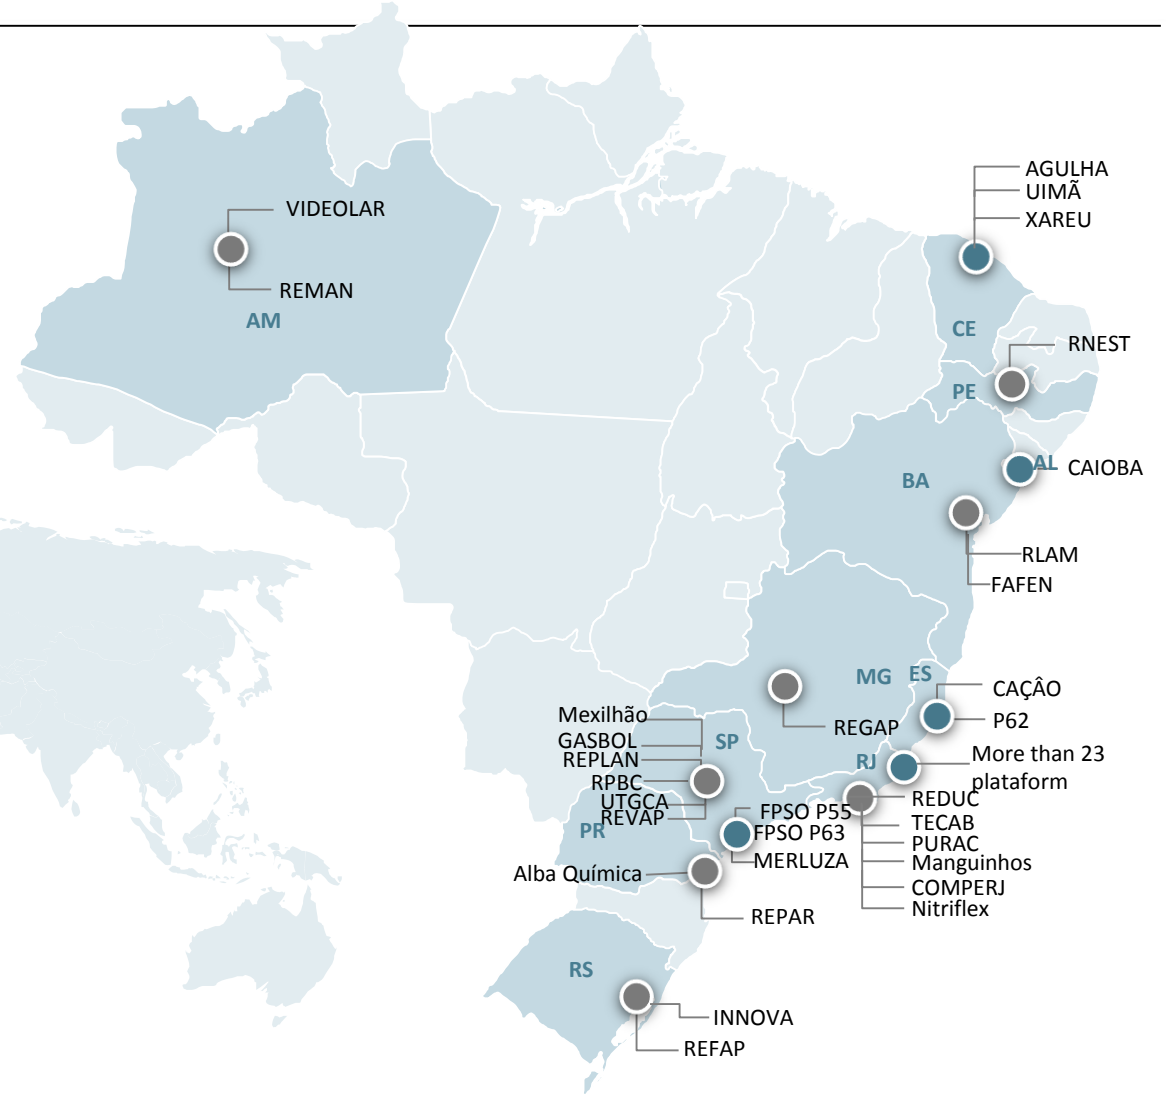 AGULHA
UIMÃ
XAREU
VIDEOLAR
REMAN
AM
CE
RNEST
PE
AL
CAIOBA
BA
RLAM
FAFEN
MG
ES
CAÇÂO
P62
Mexilhão
GASBOL
REPLAN
RPBC
UTGCA
REVAP
SP
REGAP
RJ
More than 23
plataform
REDUC
TECAB
PURAC
Manguinhos
COMPERJ
Nitriflex
FPSO P55
FPSO P63
MERLUZA
PR
Alba Química
REPAR
RS
INNOVA
REFAP